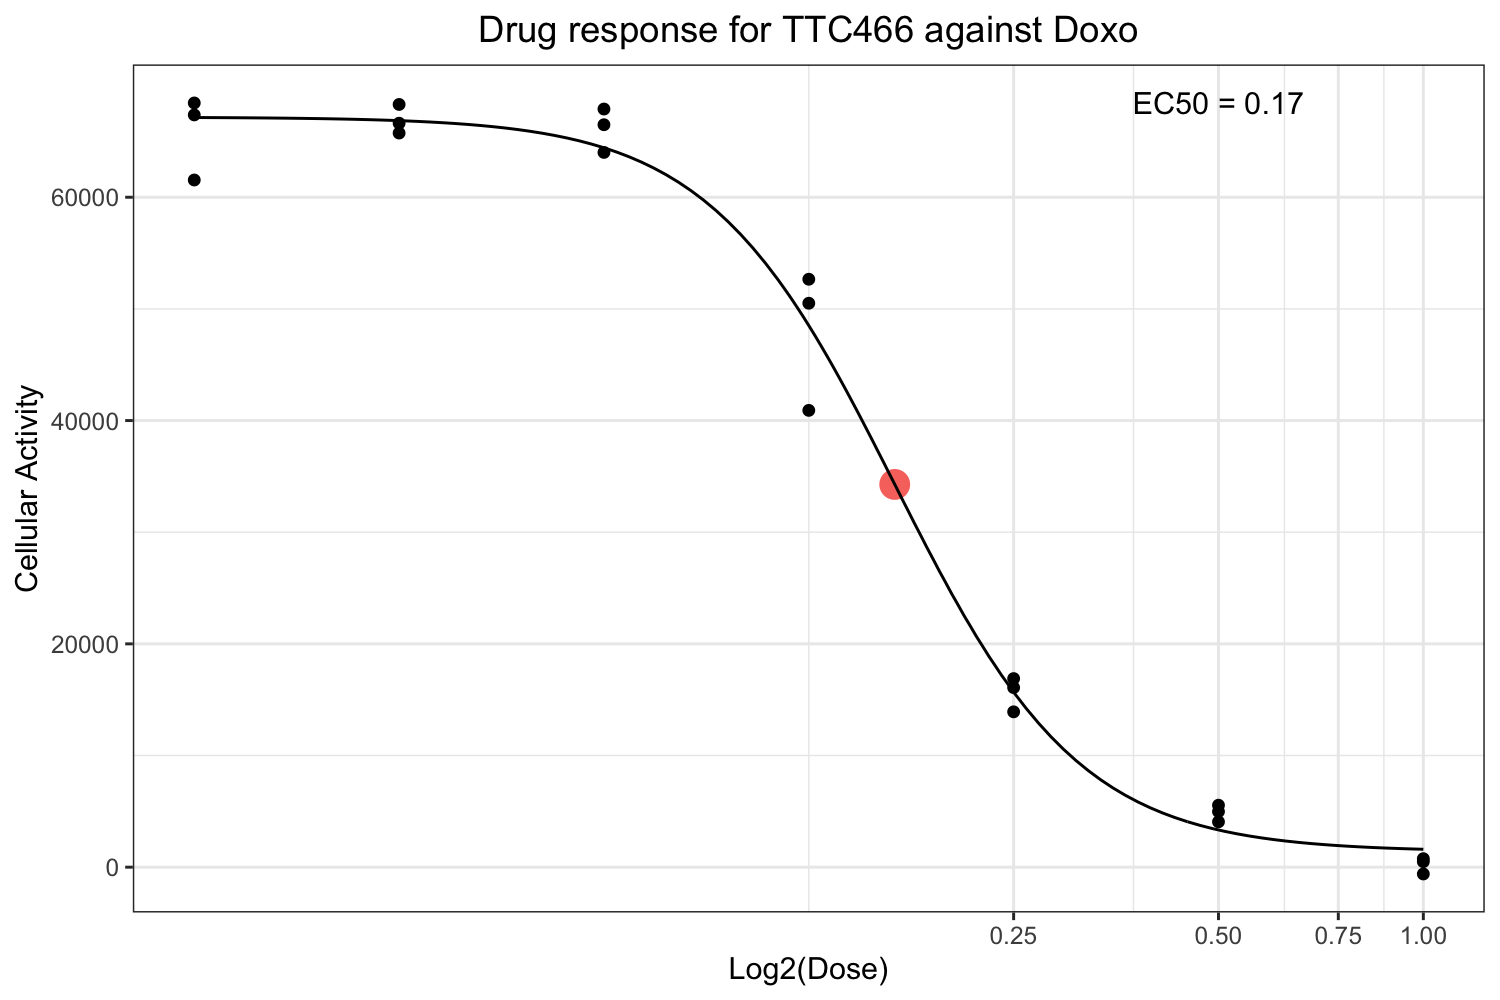 Drug response for TTC466 against Doxo
EC50 = 0.17
60000
40000
20000
0
Cellular Activity
0.25 0.50 0.75 1.00
Log2(Dose)